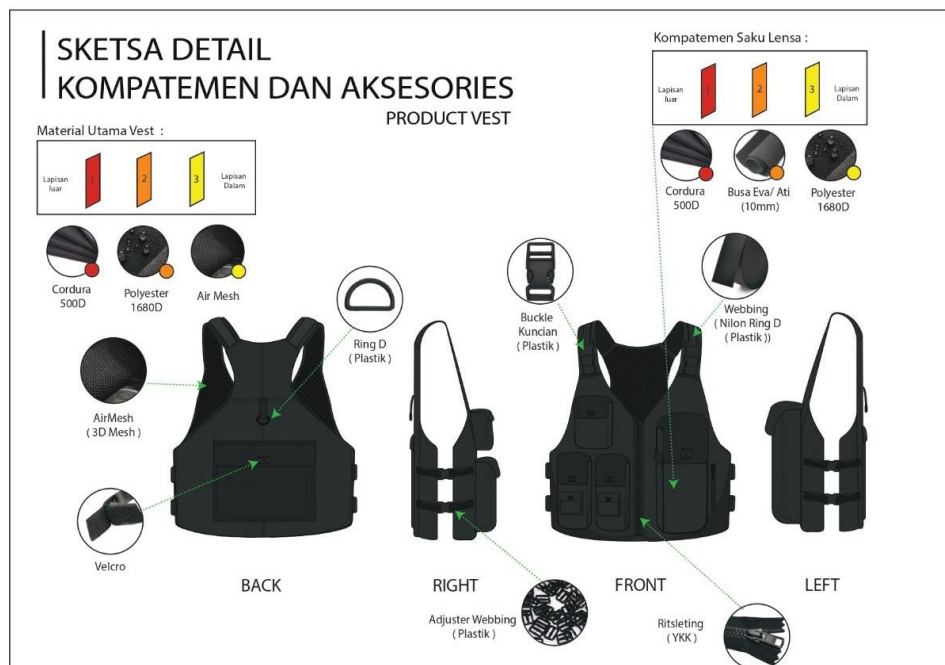 SKETSA DETAIL
KOMPATEMEN DAN AKSESORIES
PRODUCT VEST
Kompatemen Saku Lensa :
Lapisan
luar
1
2
3
Lapisan
Dalam
Cordura
500D
Busa Eva/ Ati
(10mm)
Polyester
1680D
Material Utama Vest :
Lapisan
luar
1
2
3
Lapisan
Dalam
Cordura
500D
Polyester
1680D
Air Mesh
Ring D
( Plastik )
Buckle
Kuncian
( Plastik )
Webbing
( Nilon Ring D
( Plastik ))
AirMesh
( 3D Mesh )
Velcro
BACK
RIGHT
FRONT
LEFT
Adjuster Webbing
( Plastik )
Ritsleting
( YKK )